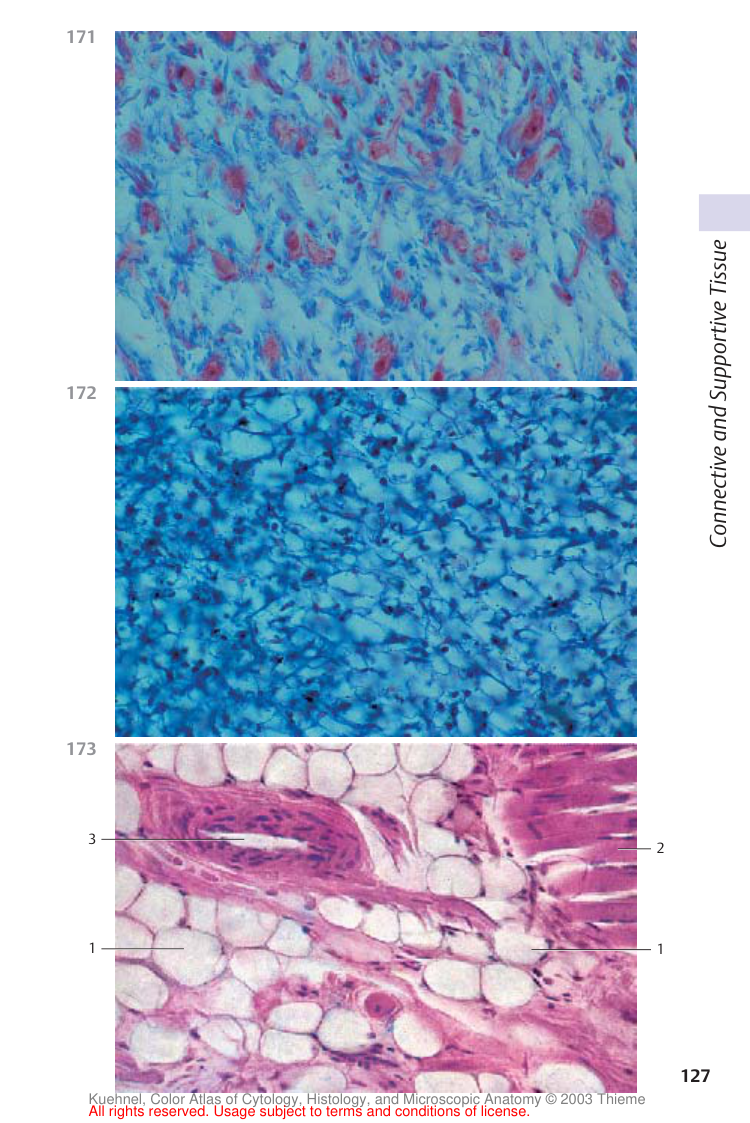 171
Connective and Supportive Tissue
172
173
3
2
1
1
127
Kuehnel, Color Atlas of Cytology, Histology, and Microscopic Anatomy © 2003 Thieme
All rights reserved. Usage subject to terms and conditions of license.